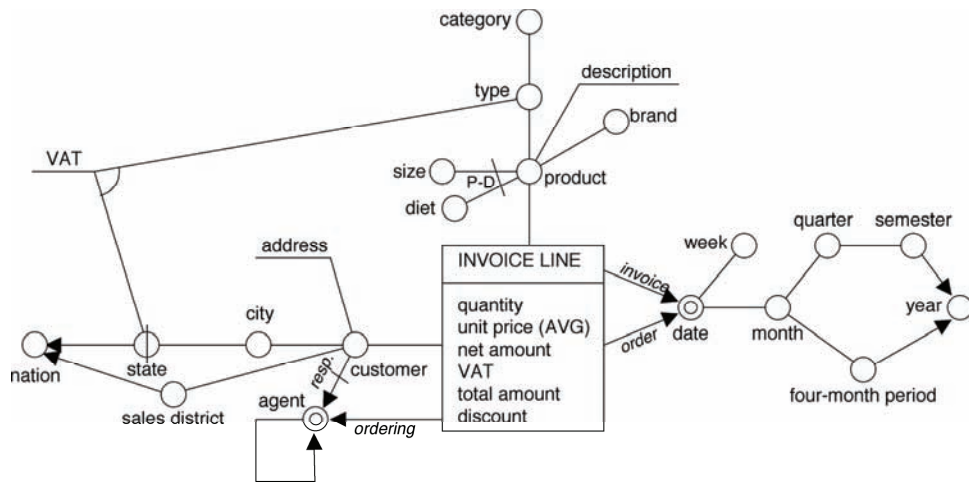 category
description
type
brand
VAT
size
P-D
product
diet
quarter
semester
week
address
INVOICE LINE
invoice
quantity
unit price (AVG)
net amount
VAT
total amount
discount
city
order
date
month
year
nation
state
resp.
customer
sales district
agent
ordering
four-month period